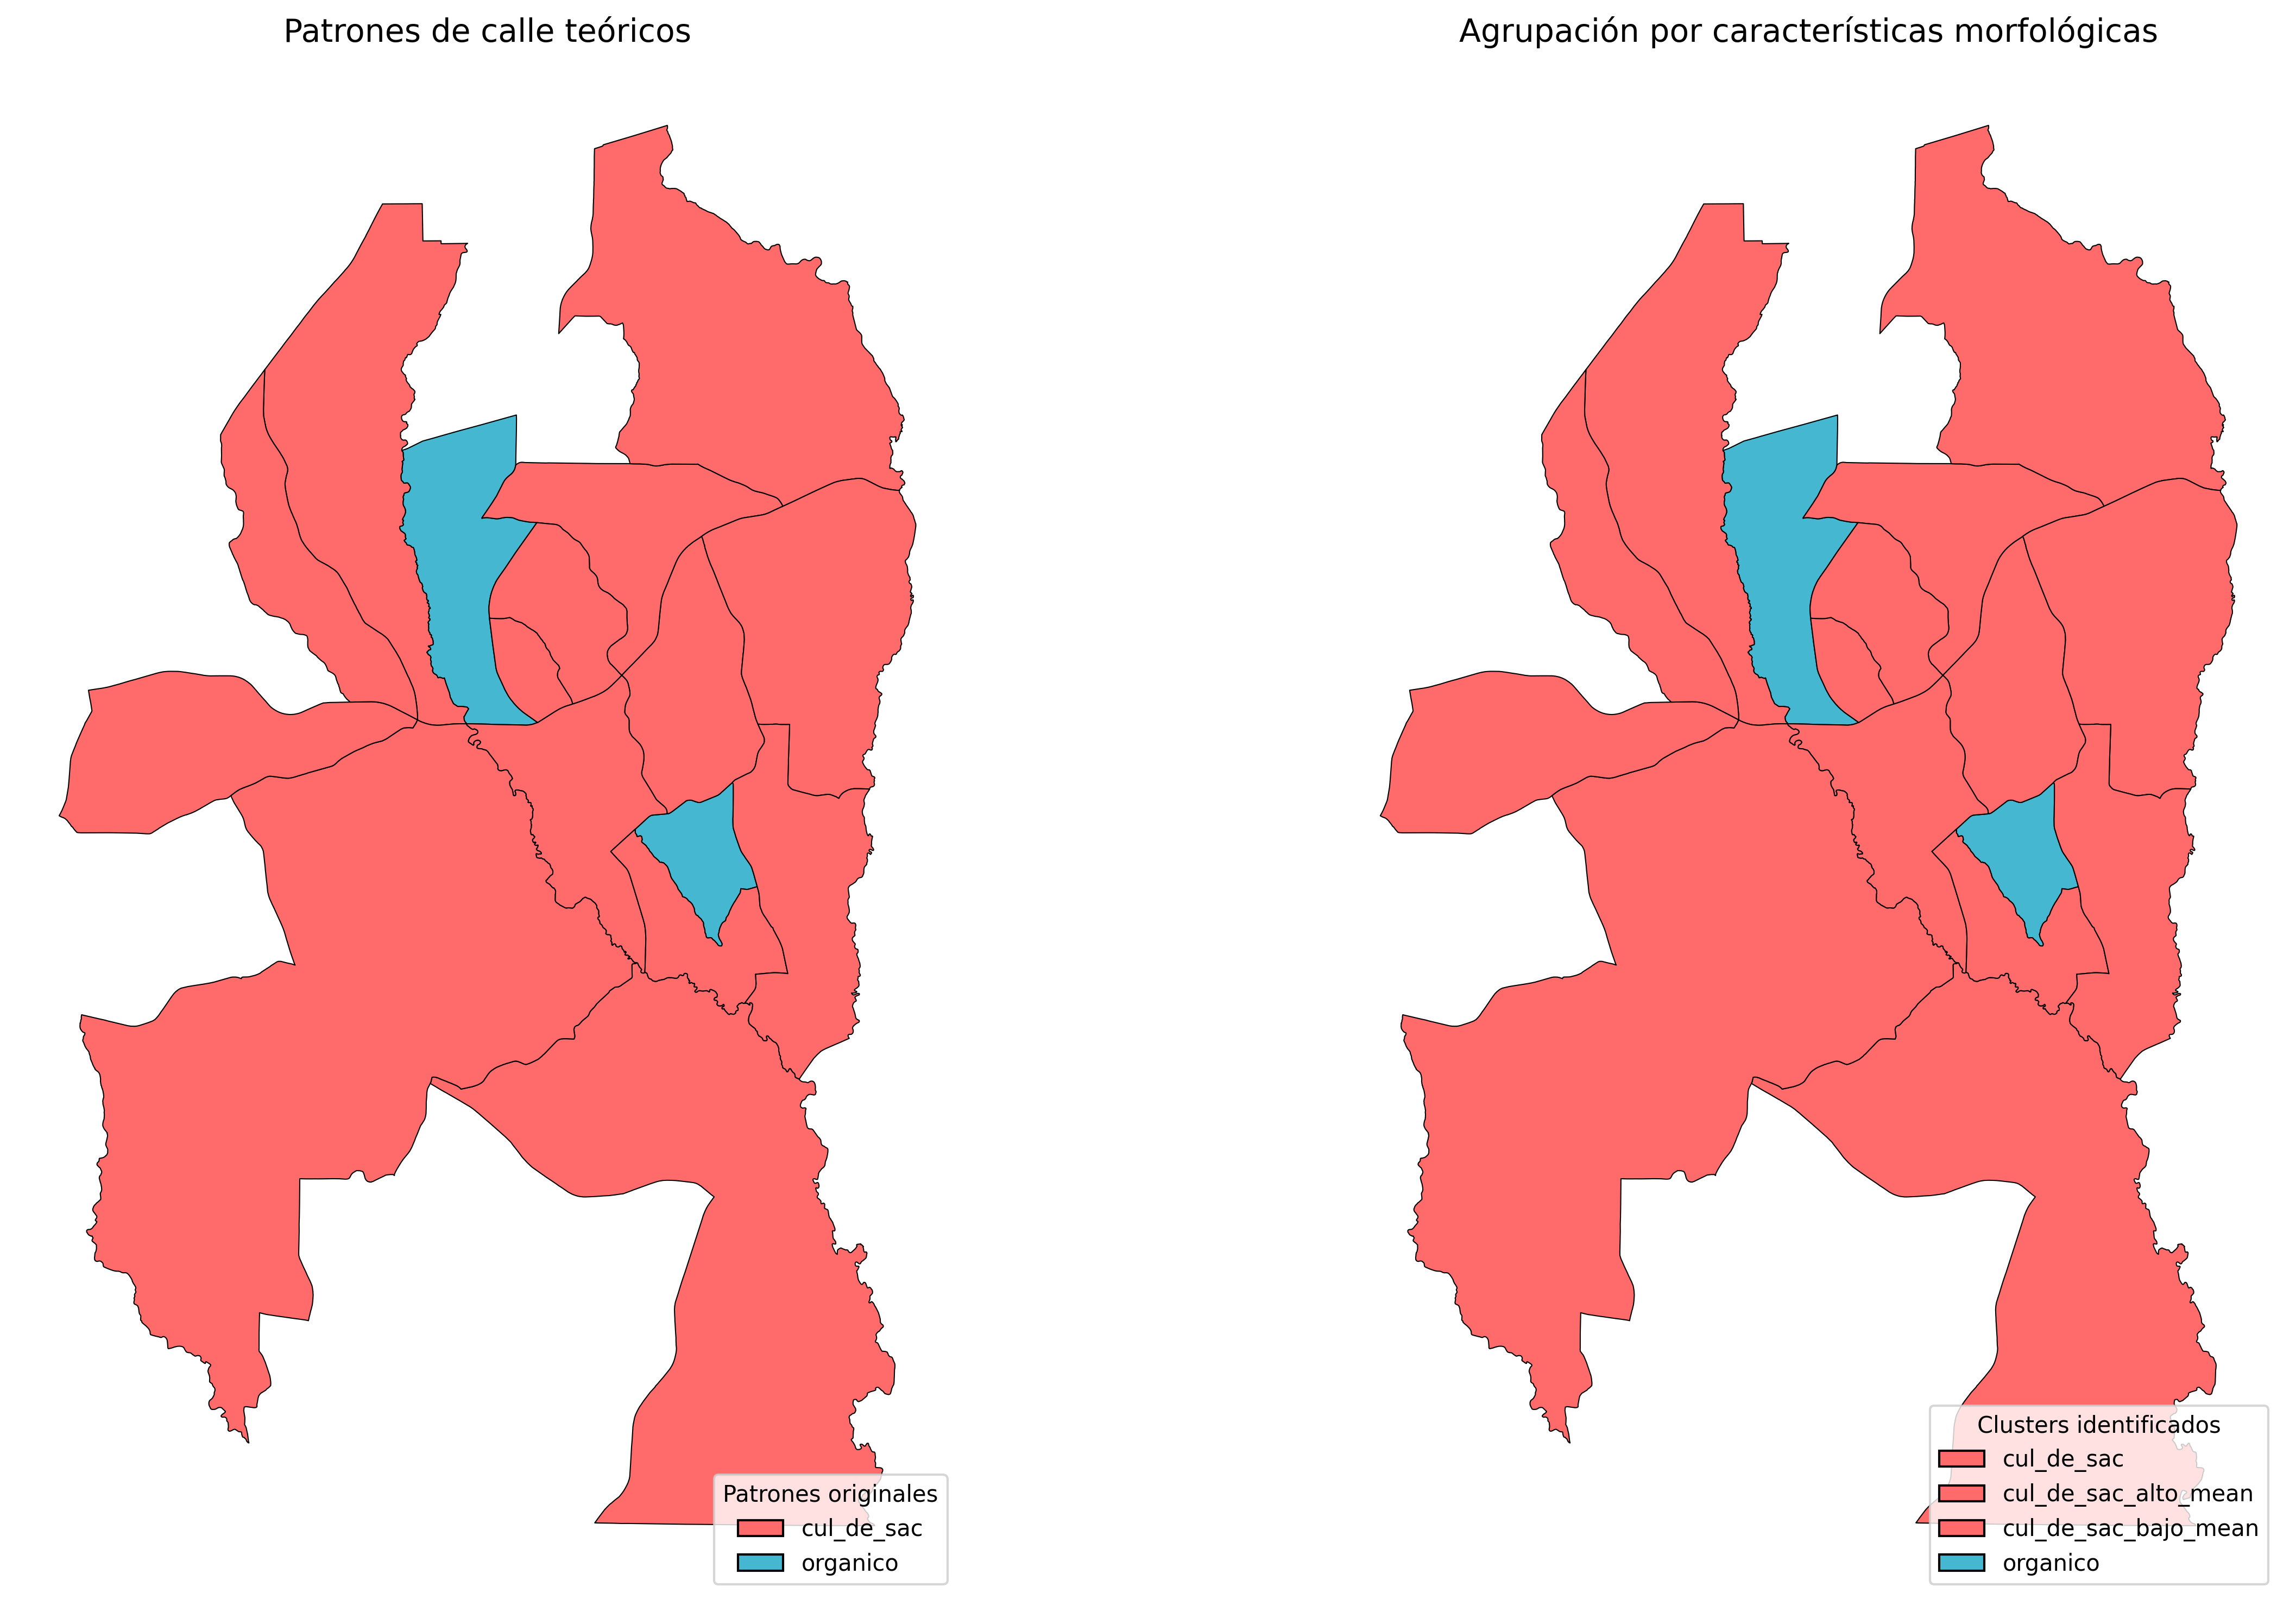 Patrones de calle teóricos
Agrupación por características morfológicas
Patrones originales
cul_de_sac
organico
Clusters identificados
cul_de_sac
cul_de_sac_alto_mean
cul_de_sac_bajo_mean
organico